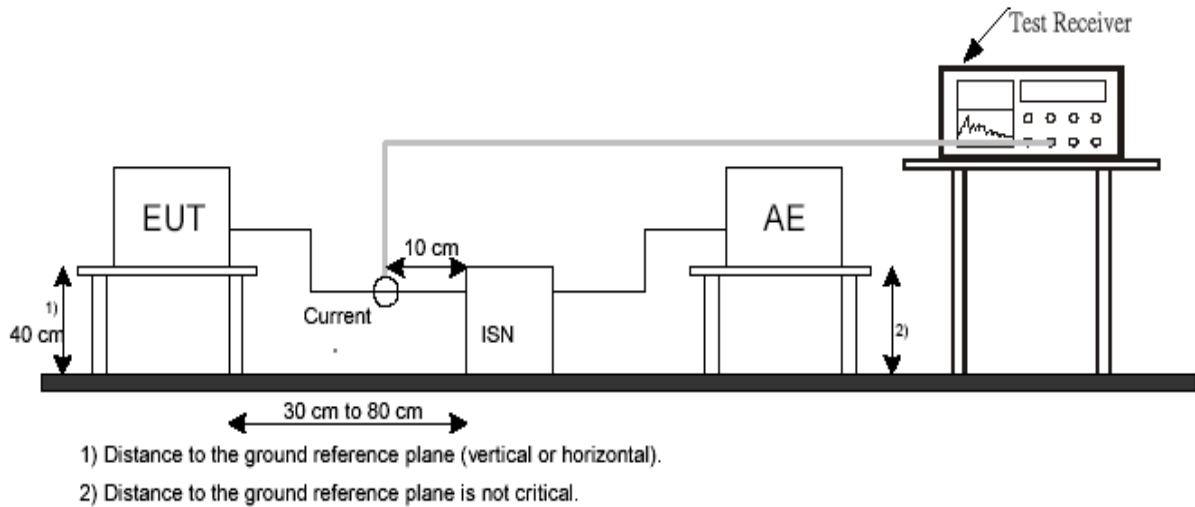 Test Receiver
EUT
AE
10 cm
1)
40 cm
Current
ISN
2)
30 cm to 80 cm
1) Distance to the ground reference plane (vertical or horizontal).
2) Distance to the ground reference plane is not critical.